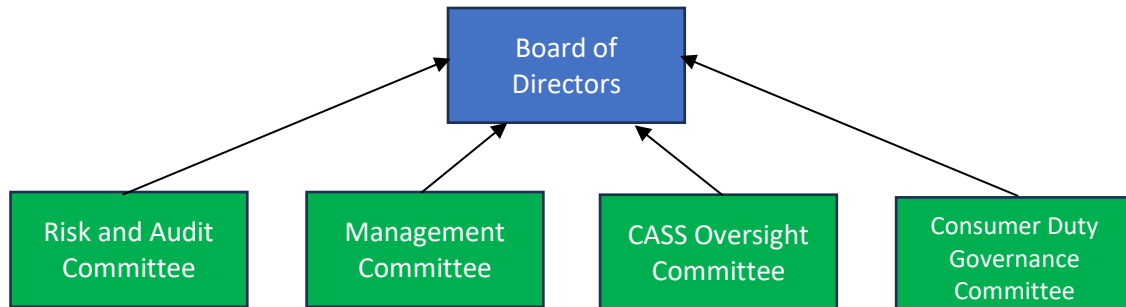 Board of
Directors
Risk and Audit
Committee
Management
Committee
CASS Oversight
Committee
Consumer Duty
Governance
Committee